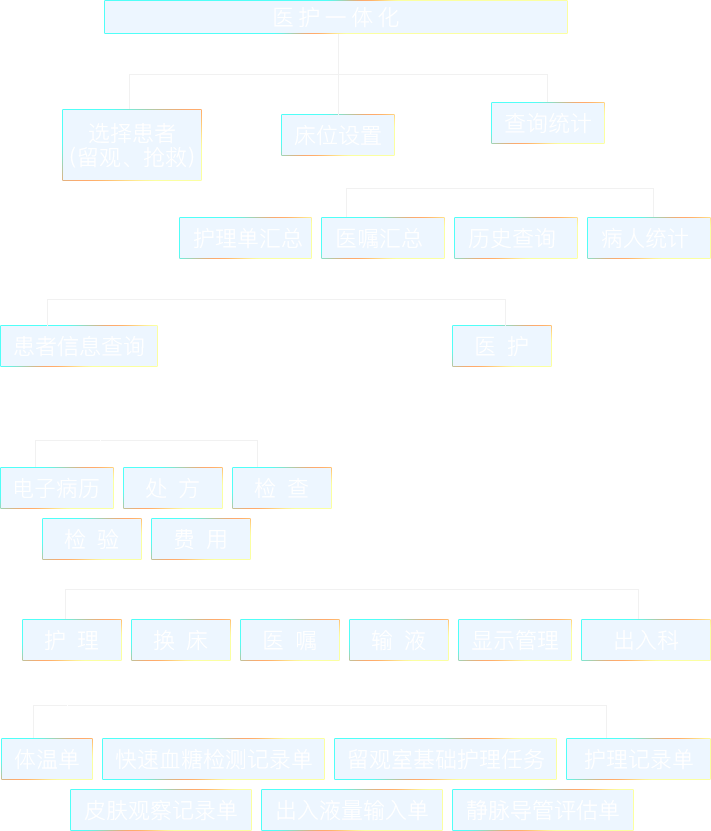 医护一体化
选择患者
(留观、抢救)
床位设置
查询统计
护理单汇总
医嘱汇总
历史查询
病人统计
患者信息查询
医 护
电子病历
处 方
检 查
检 验
费 用
护 理
换 床
医 嘱
输 液
显示管理
出入科
体温单
快速血糖检测记录单
留观室基础护理任务
护理记录单
皮肤观察记录单
出入液量输入单
静脉导管评估单